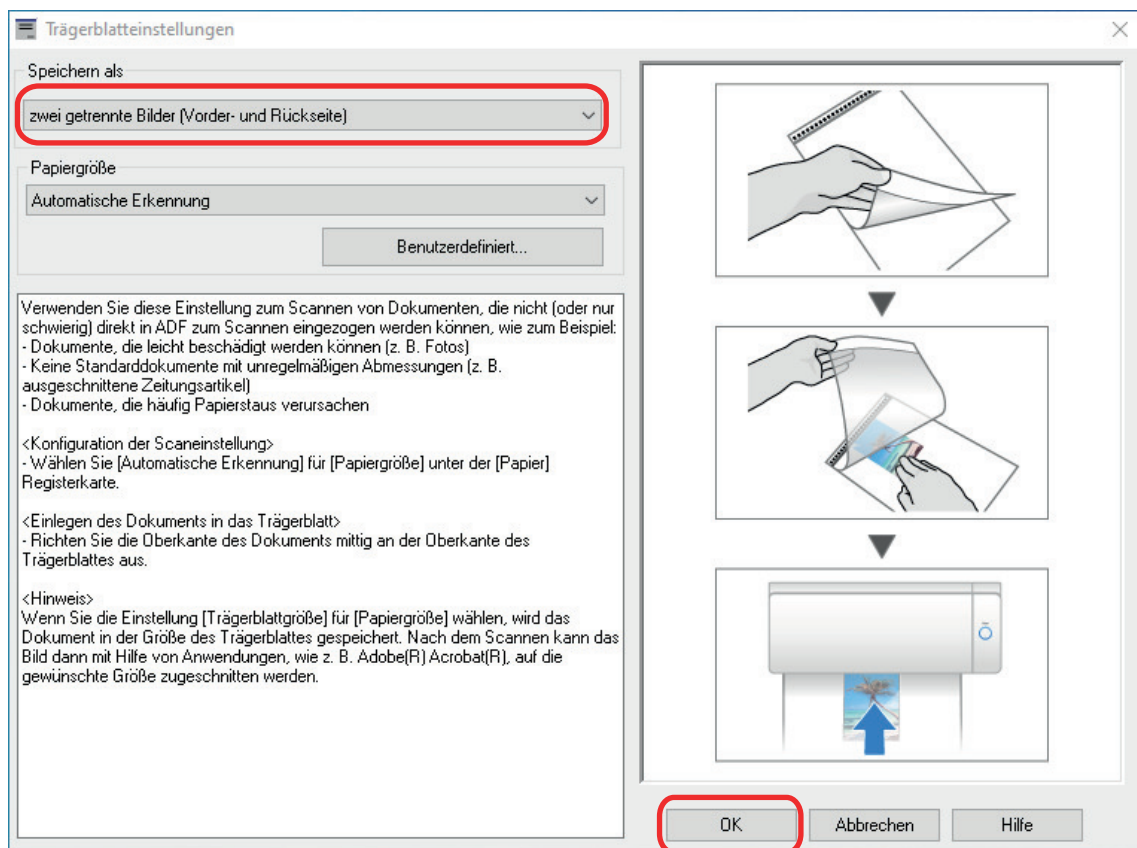 Trägerblatteinstellungen
Speichern als
zwei getrennte Bilder (Vorder- und Rückseite)
Papiergröße
Automatische Erkennung
Benutzerdefiniert...
Verwenden Sie diese Einstellung zum Scannen von Dokumenten, die nicht (oder nur
schwierig) direkt in ADF zum Scannen eingezogen werden können, wie zum Beispiel:
- Dokumente, die leicht beschädigt werden können (z. B. Fotos)
- Keine Standarddokumente mit unregelmäßigen Abmessungen (z. B.
ausgeschnittene Zeitungsartikel)
- Dokumente, die häufig Papierstaus verursachen
<Konfiguration der Scaneinstellung>
- Wählen Sie [Automatische Erkennung] für [Papiergröße] unter der [Papier]
Registerkarte.
<Einlegen des Dokuments in das Trägerblatt>
- Richten Sie die Oberkante des Dokuments mittig an der Oberkante des
Trägerblattes aus.
<Hinweis>
Wenn Sie die Einstellung [Trägerblattgröße] für [Papiergröße] wählen, wird das
Dokument in der Größe des Trägerblattes gespeichert. Nach dem Scannen kann das
Bild dann mit Hilfe von Anwendungen, wie z. B. Adobe(R) Acrobat(R), auf die
gewünschte Größe zugeschnitten werden.
OK
Abbrechen
Hilfe